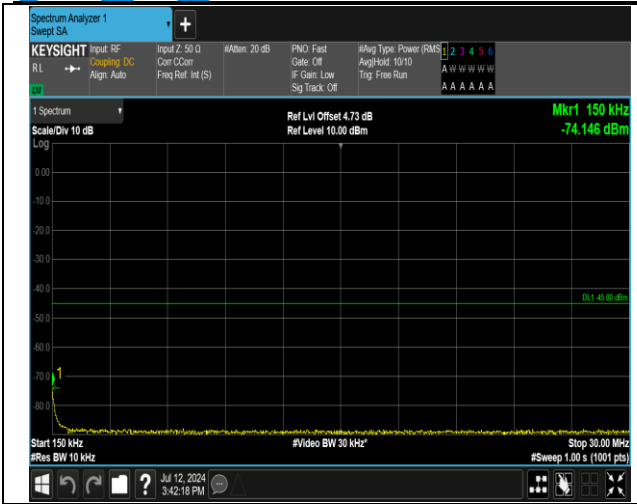 Spectrum Analyzer 1
Swept SA
+
KEYSIGHT
RL
Input: RF
Coupling: DC
Align: Auto
Input Z: 50 Ω
Corr CCorr
Freq Ref: Int (S)
#Atten: 20 dB
PNO: Fast
Gate: Off
IF Gain: Low
Sig Track: Off
#Avg Type: Power (RMS
Avg|Hold: 10/10
Trig: Free Run
1 2 3 4 5 6
A W W W W W
A A A A A A
1 Spectrum
Scale/Div 10 dB
Ref Lvl Offset 4.73 dB
Ref Level 10.00 dBm
Mkr1 150 kHz
-74.146 dBm
Log
0.00
-10.0
-20.0
-30.0
-40.0
DL1 -45.00 dBm
-50.0
-60.0
-70.0
1
-80.0
Start 150 kHz
#Video BW 30 kHz*
Stop 30.00 MHz
#Res BW 10 kHz
#Sweep 1.00 s (1001 pts)
?
Jul 12, 2024
3:42:18 PM